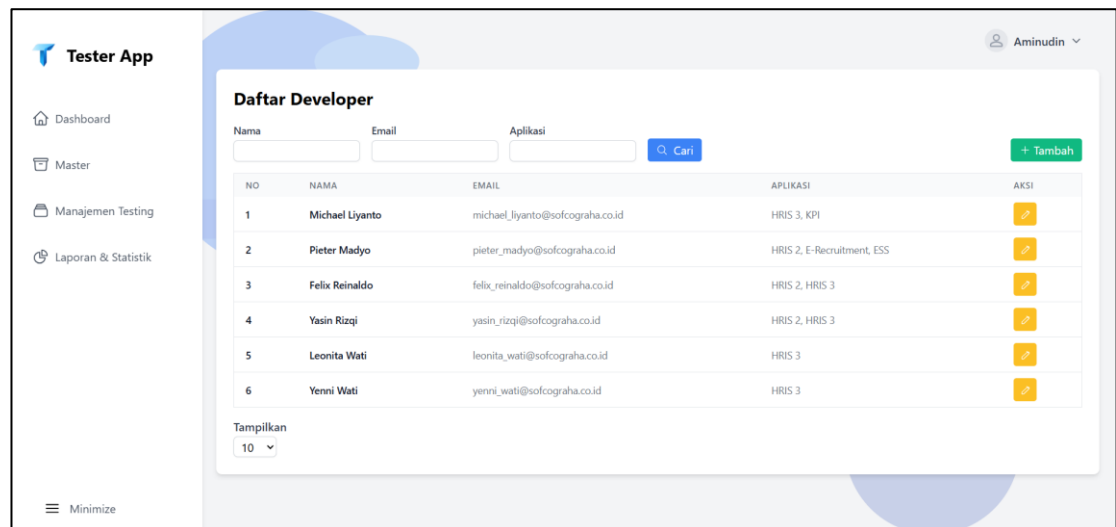 Tester App
Aminudin
Dashboard
Master
Manajemen Testing
Laporan & Statistik
Minimize
Daftar Developer
Nama Email Aplikasi
Cari
+ Tambah
NO NAMA EMAIL APLIKASI AKSI
1 Michael Liyanto michael_liyanto@sofcograha.co.id HRIS 3, KPI
2 Pieter Madyo pieter_madyo@sofcograha.co.id HRIS 2, E-Recruitment, ESS
3 Felix Reinaldo felix_reinaldo@sofcograha.co.id HRIS 2, HRIS 3
4 Yasin Rizqi yasin_rizqi@sofcograha.co.id HRIS 2, HRIS 3
5 Leonita Wati leonita_wati@sofcograha.co.id HRIS 3
6 Yenni Wati yenni_wati@sofcograha.co.id HRIS 3
Tampilkan
10